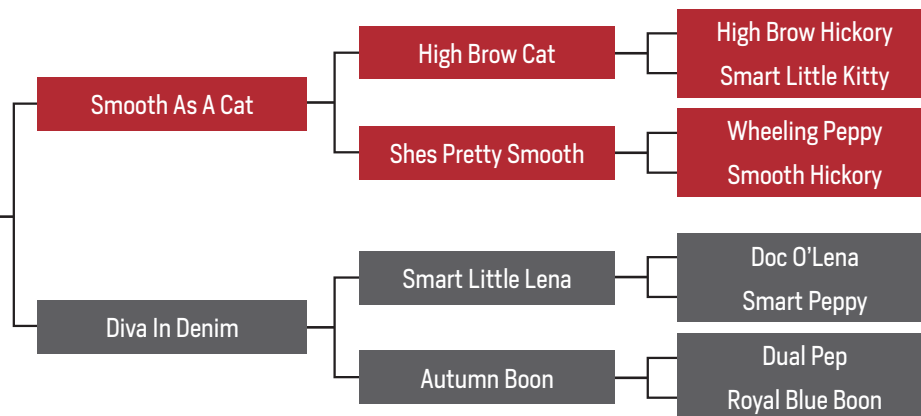 High Brow Hickory
High Brow Cat
Smart Little Kitty
Smooth As A Cat
Wheeling Peppy
Shes Pretty Smooth
Smooth Hickory
Doc O’Lena
Smart Little Lena
Smart Peppy
Diva In Denim
Dual Pep
Autumn Boon
Royal Blue Boon